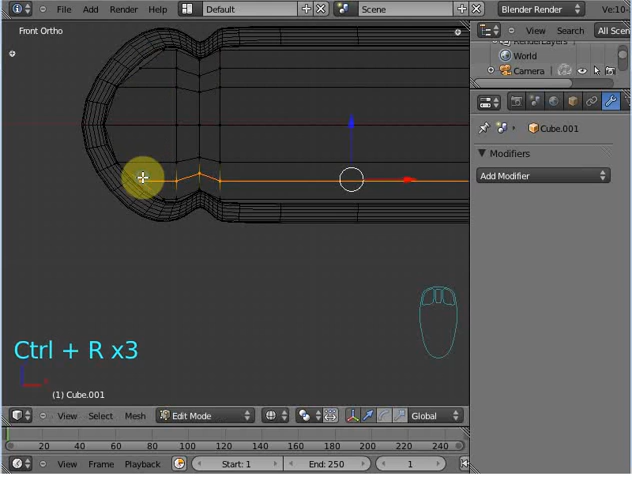 File Add Render Help Default Scene Blender Render Ve:10-
Front Ortho
View Search All Scen
RenderLayers
World
Camera
Cube.001
Modifiers
Add Modifier
Ctrl + R x3
(1) Cube.001
View Select Mesh Edit Mode Global
20 40 60 80 100 120 140 160 180 200 220 240
View Frame Playback Start: 1 End: 250 1